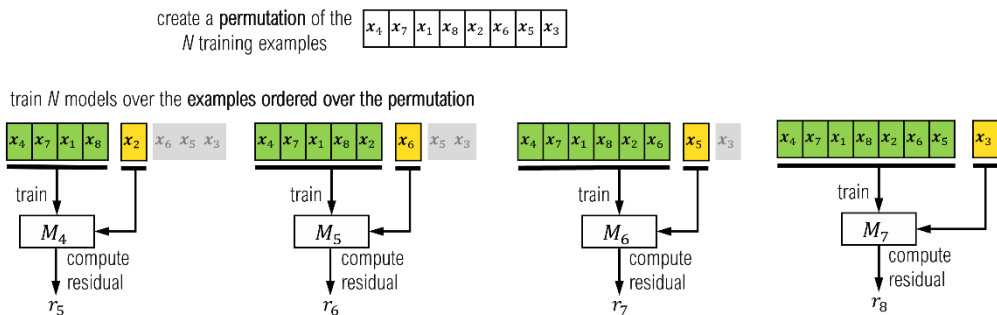 create a permutation of the
N training examples
x₄ x₇ x₁ x₈ x₂ x₆ x₅ x₃
train N models over the examples ordered over the permutation
x₄ x₇ x₁ x₈ x₂ x₆ x₅ x₃
train
M₄
compute
residual
r₅
x₄ x₇ x₁ x₈ x₂ x₆ x₅ x₃
train
M₅
compute
residual
r₆
x₄ x₇ x₁ x₈ x₂ x₆ x₅ x₃
train
M₆
compute
residual
r₇
x₄ x₇ x₁ x₈ x₂ x₆ x₅ x₃
train
M₇
compute
residual
r₈